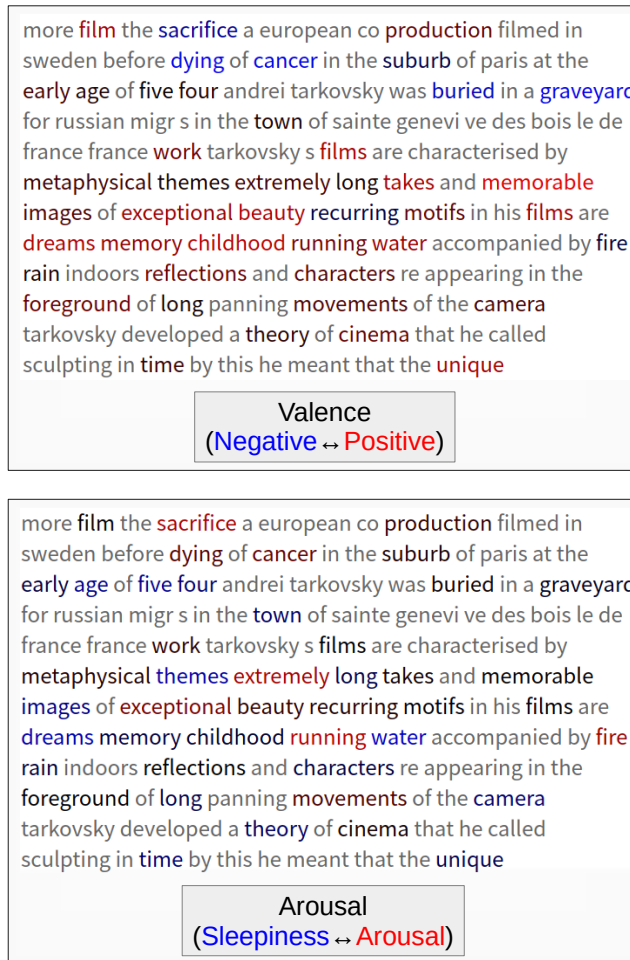 more film the sacrifice a european co production filmed in
sweden before dying of cancer in the suburb of paris at the
early age of five four andrei tarkovsky was buried in a graveyard
for russian migr s in the town of sainte genevi ve des bois le de
france france work tarkovsky s films are characterised by
metaphysical themes extremely long takes and memorable
images of exceptional beauty recurring motifs in his films are
dreams memory childhood running water accompanied by fire
rain indoors reflections and characters re appearing in the
foreground of long panning movements of the camera
tarkovsky developed a theory of cinema that he called
sculpting in time by this he meant that the unique
Valence
(Negative↔Positive)
more film the sacrifice a european co production filmed in
sweden before dying of cancer in the suburb of paris at the
early age of five four andrei tarkovsky was buried in a graveyard
for russian migr s in the town of sainte genevi ve des bois le de
france france work tarkovsky s films are characterised by
metaphysical themes extremely long takes and memorable
images of exceptional beauty recurring motifs in his films are
dreams memory childhood running water accompanied by fire
rain indoors reflections and characters re appearing in the
foreground of long panning movements of the camera
tarkovsky developed a theory of cinema that he called
sculpting in time by this he meant that the unique
Arousal
(Sleepiness↔Arousal)